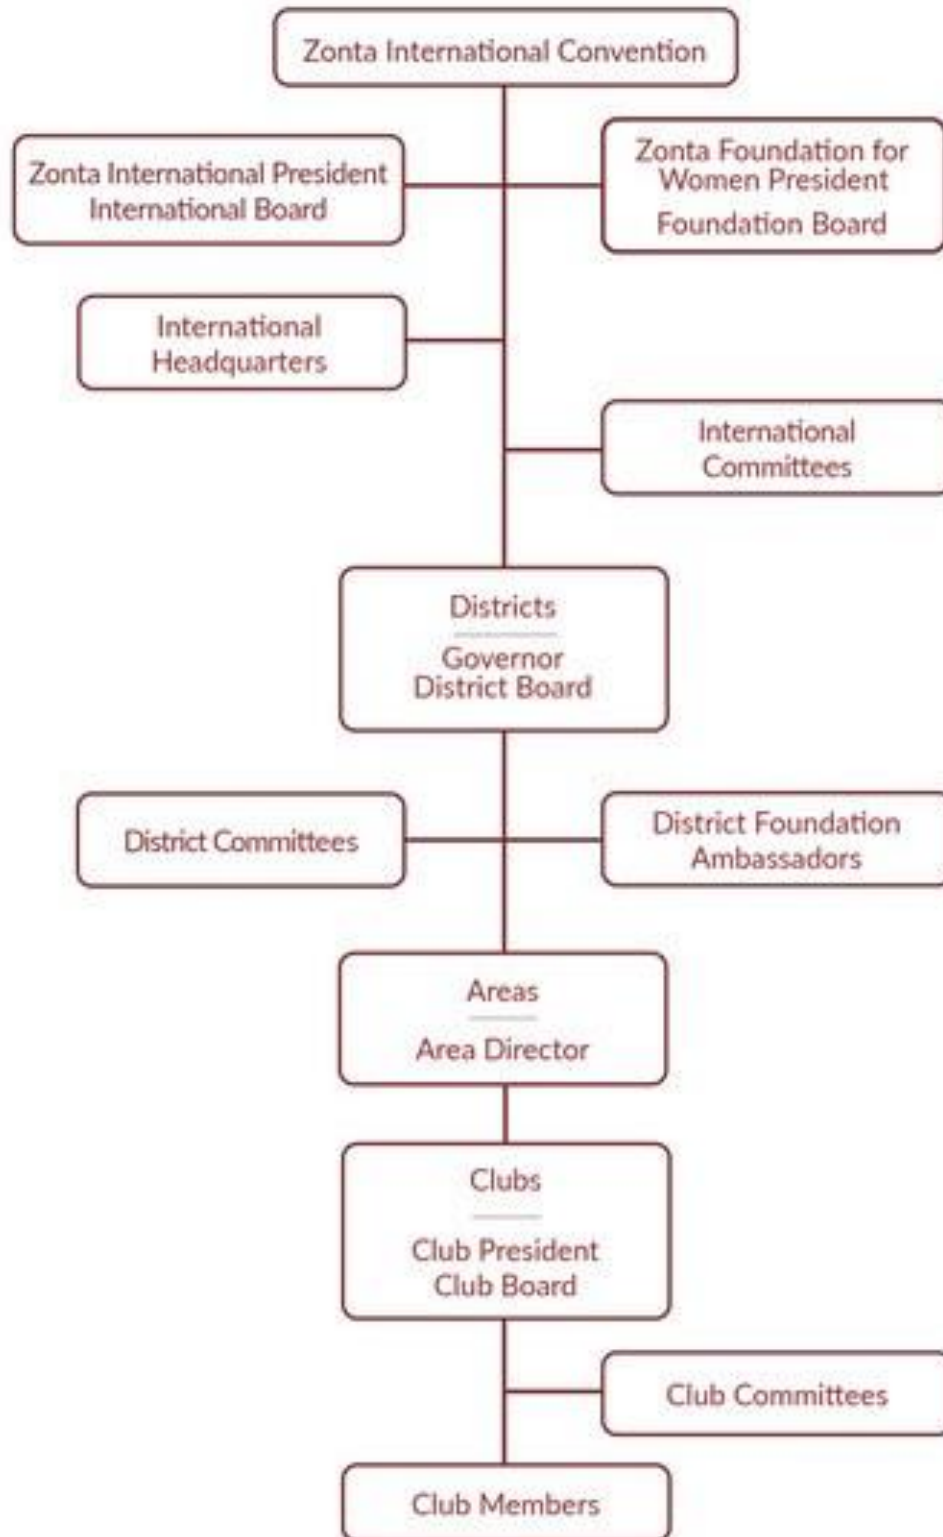 Zonta International Convention
Zonta International President
International Board
Zonta Foundation for
Women President
Foundation Board
International
Headquarters
International
Committees
Districts
Governor
District Board
District Committees
District Foundation
Ambassadors
Areas
Area Director
Clubs
Club President
Club Board
Club Committees
Club Members